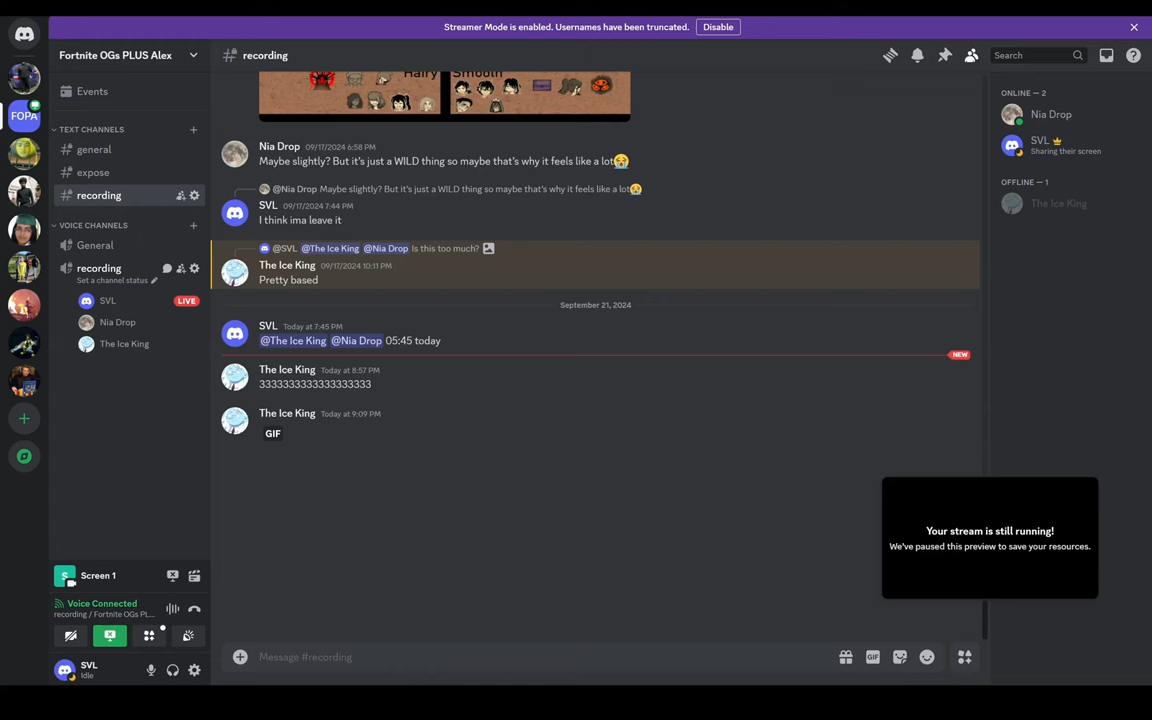 Streamer Mode is enabled. Usernames have been truncated.
Disable
Fortnite OGs PLUS Alex
Events
TEXT CHANNELS
general
expose
recording
VOICE CHANNELS
General
recording
Set a channel status
SVL
LIVE
Nia Drop
The Ice King
FOPA
Screen 1
Voice Connected
recording / Fortnite OGs PL...
SVL
Idle
recording
Search
Hairy
Smooth
Nia Drop 09/17/2024 6:58 PM
Maybe slightly? But it's just a WILD thing so maybe that's why it feels like a lot😭
@Nia Drop Maybe slightly? But it's just a WILD thing so maybe that's why it feels like a lot😭
SVL 09/17/2024 7:44 PM
I think ima leave it
@SVL @The Ice King @Nia Drop Is this too much?
The Ice King 09/17/2024 10:11 PM
Pretty based
September 21, 2024
SVL Today at 7:45 PM
@The Ice King @Nia Drop 05:45 today
NEW
The Ice King Today at 8:57 PM
3333333333333333333
The Ice King Today at 9:09 PM
GIF
Message #recording
GIF
ONLINE — 2
Nia Drop
SVL
Sharing their screen
OFFLINE — 1
The Ice King
Your stream is still running!
We've paused this preview to save your resources.